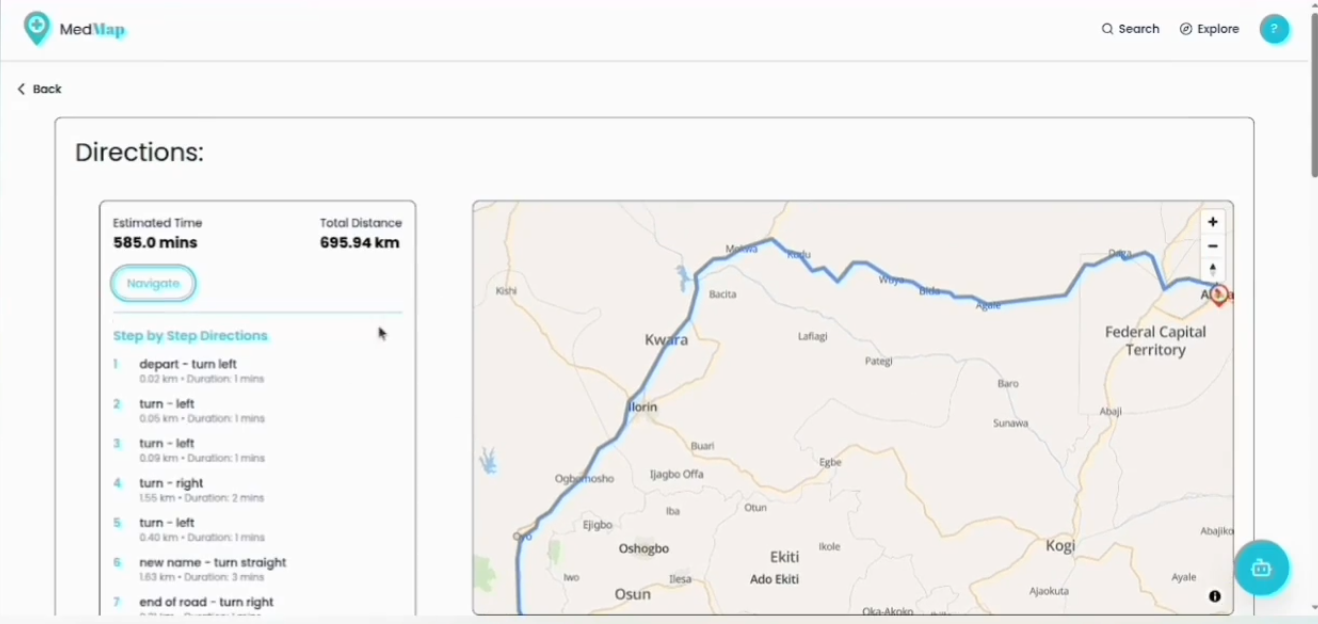 MedMap
Search
Explore
?
Back
Directions:
Estimated Time
Total Distance
585.0 mins
695.94 km
Navigate
Step by Step Directions
1 depart - turn left
0.02 km • Duration: 1 mins
2 turn - left
0.05 km • Duration: 1 mins
3 turn - left
0.09 km • Duration: 1 mins
4 turn - right
1.55 km • Duration: 2 mins
5 turn - left
0.40 km • Duration: 1 mins
6 new name - turn straight
1.63 km • Duration: 3 mins
7 end of road - turn right
Kishi
Bacita
Kudu
Wuya
Bida
Agaie
Kwara
Lafiagi
Pategi
Federal Capital
Territory
Baro
Ilorin
Sunawa
Abaji
Buari
Egbe
Ogbomosho
Ijagbo Offa
Iba
Otun
Ejigbo
Oyo
Abajiko
Oshogbo
Ekiti
Ikole
Kogi
Iwo
Ilesa
Ado Ekiti
Ayale
Osun
Ajaokuta
Oka-Akoko
+
−